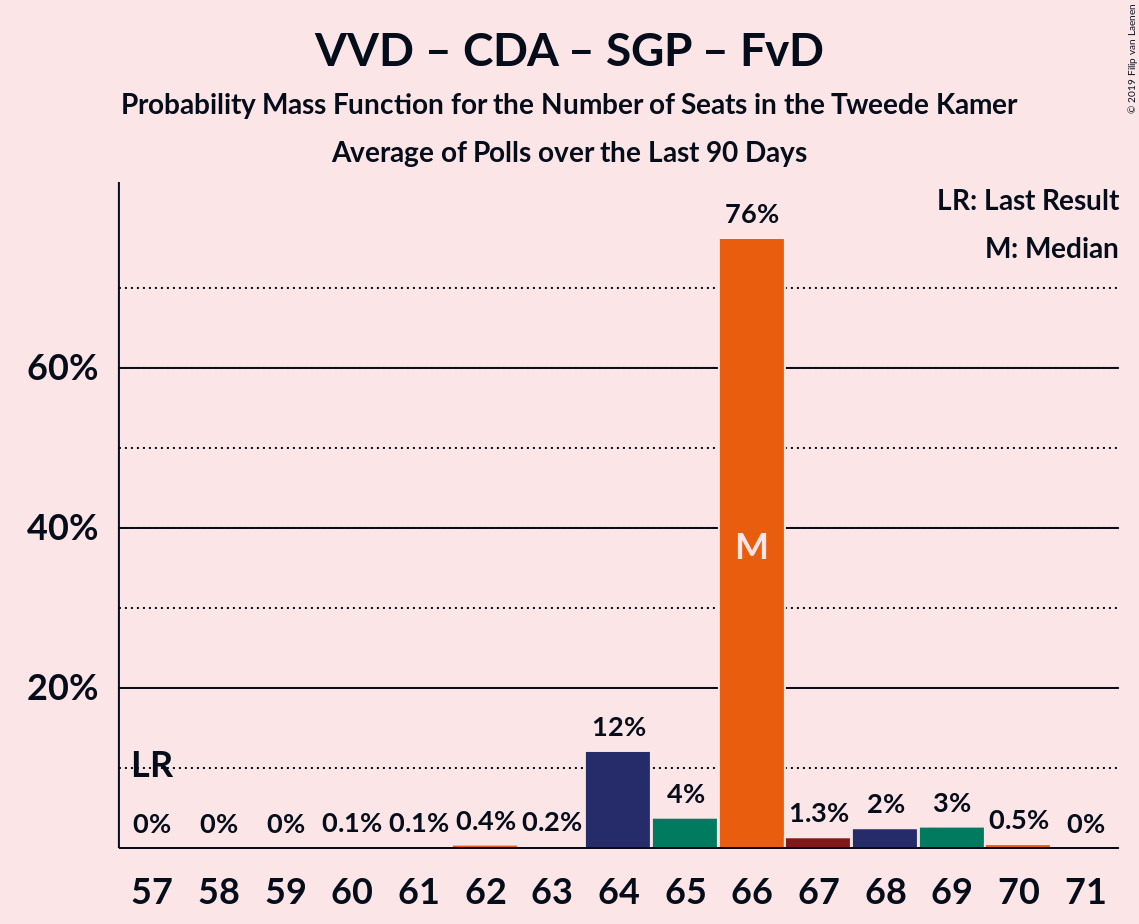 VVD – CDA – SGP – FvD
Probability Mass Function for the Number of Seats in the Tweede Kamer
Average of Polls over the Last 90 Days
© 2019 Filip van Laenen
LR: Last Result
M: Median
76%
60%
40%
M
20%
12%
LR
0% 0% 0% 0.1% 0.1% 0.4% 0.2% 4% 1.3% 2% 3% 0.5% 0%
57 58 59 60 61 62 63 64 65 66 67 68 69 70 71